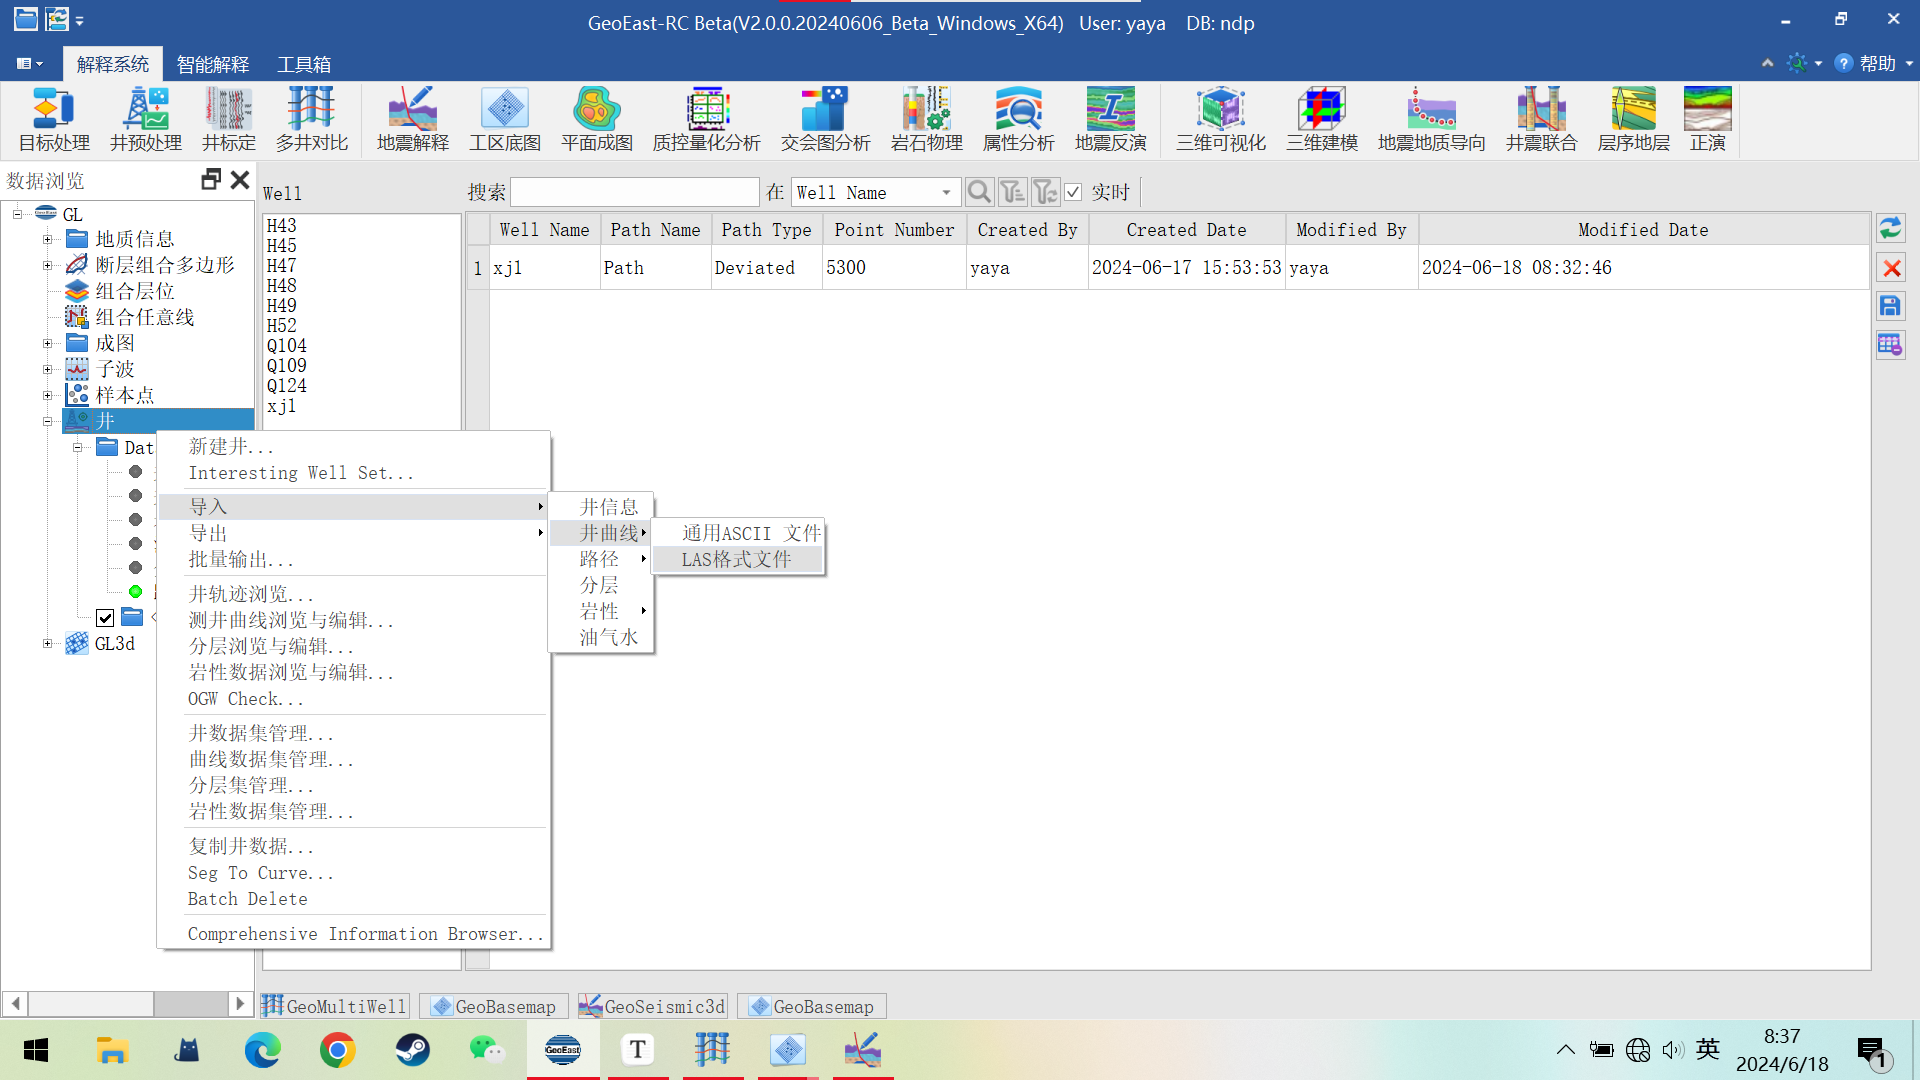 GeoEast-RC Beta(V2.0.0.20240606_Beta_Windows_X64)   User: yaya    DB: ndp
解释系统 智能解释 工具箱
帮助
目标处理 井预处理 井标定 多井对比 地震解释 工区底图 平面成图 质控量化分析 交会图分析 岩石物理 属性分析 地震反演 三维可视化 三维建模 地震地质导向 井震联合 层序地层 正演
数据浏览
GL
地质信息
断层组合多边形
组合层位
组合任意线
成图
子波
样本点
井
Dat
GL3d
Well
H43
H45
H47
H48
H49
H52
Q104
Q109
Q124
xjl
搜索 在 Well Name 实时
Well Name Path Name Path Type Point Number Created By Created Date Modified By Modified Date
1 xjl Path Deviated 5300 yaya 2024-06-17 15:53:53 yaya 2024-06-18 08:32:46
新建井...
Interesting Well Set...
导入
导出
批量输出...
井轨迹浏览...
测井曲线浏览与编辑...
分层浏览与编辑...
岩性数据浏览与编辑...
OGW Check...
井数据集管理...
曲线数据集管理...
分层集管理...
岩性数据集管理...
复制井数据...
Seg To Curve...
Batch Delete
Comprehensive Information Browser...
井信息
井曲线
路径
分层
岩性
油气水
通用ASCII 文件
LAS格式文件
GeoMultiWell GeoBasemap GeoSeismic3d GeoBasemap
GeoEast
T
英
8:37
2024/6/18
1